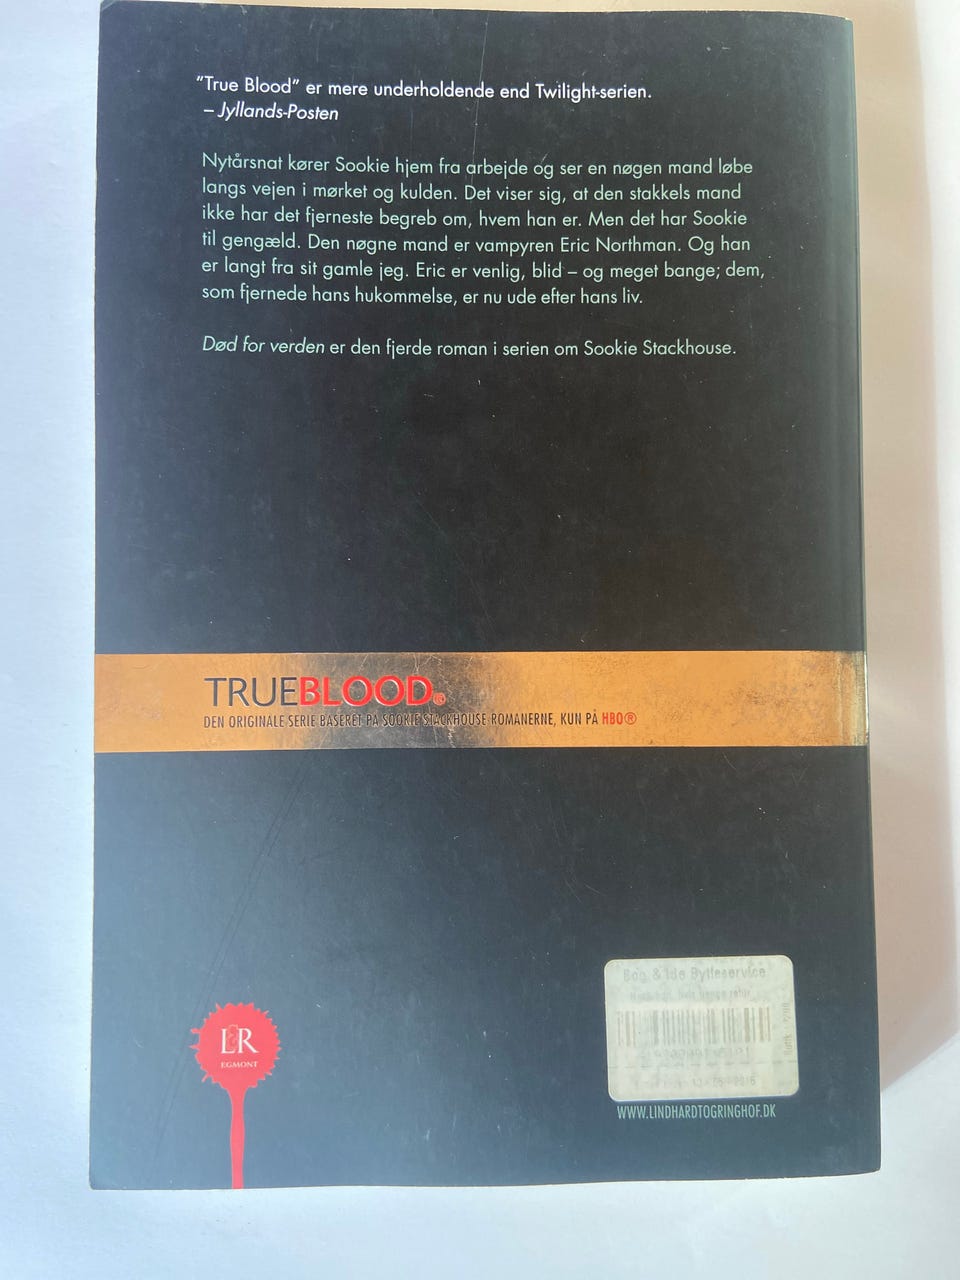 "True Blood" er mere underholdende end Twilight-serien.
– Jyllands-Posten
Nytårsnat kører Sookie hjem fra arbejde og ser en nøgen mand løbe
langs vejen i mørket og kulden. Det viser sig, at den stakkels mand
ikke har det fjerneste begreb om, hvem han er. Men det har Sookie
til gengæld. Den nøgne mand er vampyren Eric Northman. Og han
er langt fra sit gamle jeg. Eric er venlig, blid – og meget bange; dem,
som fjernede hans hukommelse, er nu ude efter hans liv.
Død for verden er den fjerde roman i serien om Sookie Stackhouse.
TRUEBLOOD®
DEN ORIGINALE SERIE BASERET PÅ SOOKIE STACKHOUSE-ROMANERNE, KUN PÅ HBO®
Bog & Ide Bytteservice
L&R
EGMONT
WWW.LINDHARDTOGRINGHOF.DK